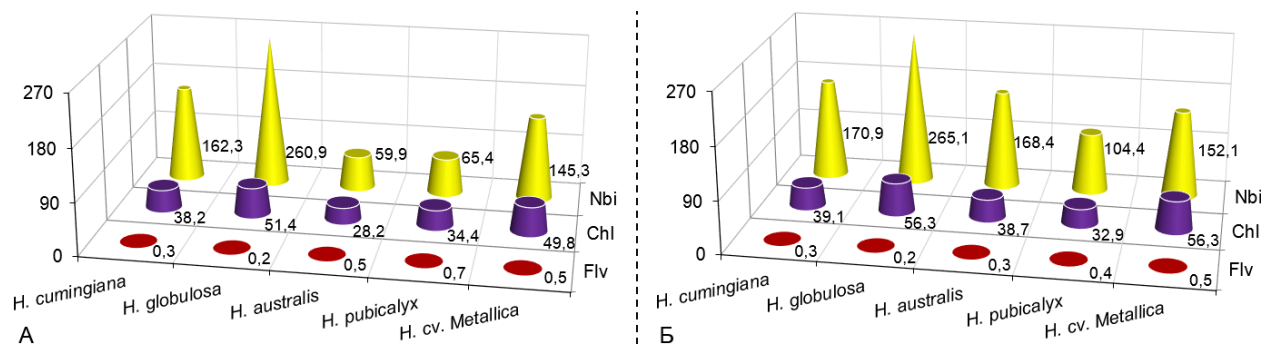 270
180
90
0
162,3
260,9
59,9
65,4
145,3
Nbi
38,2
51,4
28,2
34,4
49,8
Chl
0,3
0,2
0,5
0,7
0,5
Flv
H. cumingiana
H. globulosa
H. australis
H. pubicalyx
H. cv. Metallica
А
270
180
90
0
170,9
265,1
168,4
104,4
152,1
Nbi
39,1
56,3
38,7
32,9
56,3
Chl
0,3
0,2
0,3
0,4
0,5
Flv
H. cumingiana
H. globulosa
H. australis
H. pubicalyx
H. cv. Metallica
Б